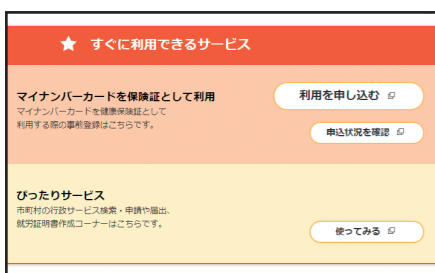 ★ すぐに利用できるサービス
マイナンバーカードを保険証として利用
マイナンバーカードを健康保険証として
利用する際の事前登録はこちらです。
利用を申し込む
申込状況を確認
ぴったりサービス
市町村の行政サービス検索・申請や届出、
就労証明書作成コーナーはこちらです。
使ってみる